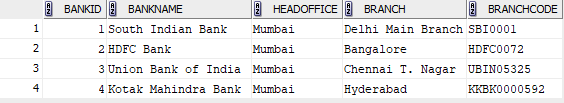 BANKID BANKNAME HEADOFFICE BRANCH BRANCHCODE
1 1 South Indian Bank Mumbai Delhi Main Branch SBI0001
2 2 HDFC Bank Mumbai Bangalore HDFC0072
3 3 Union Bank of India Mumbai Chennai T. Nagar UBIN05325
4 4 Kotak Mahindra Bank Mumbai Hyderabad KKBK0000592